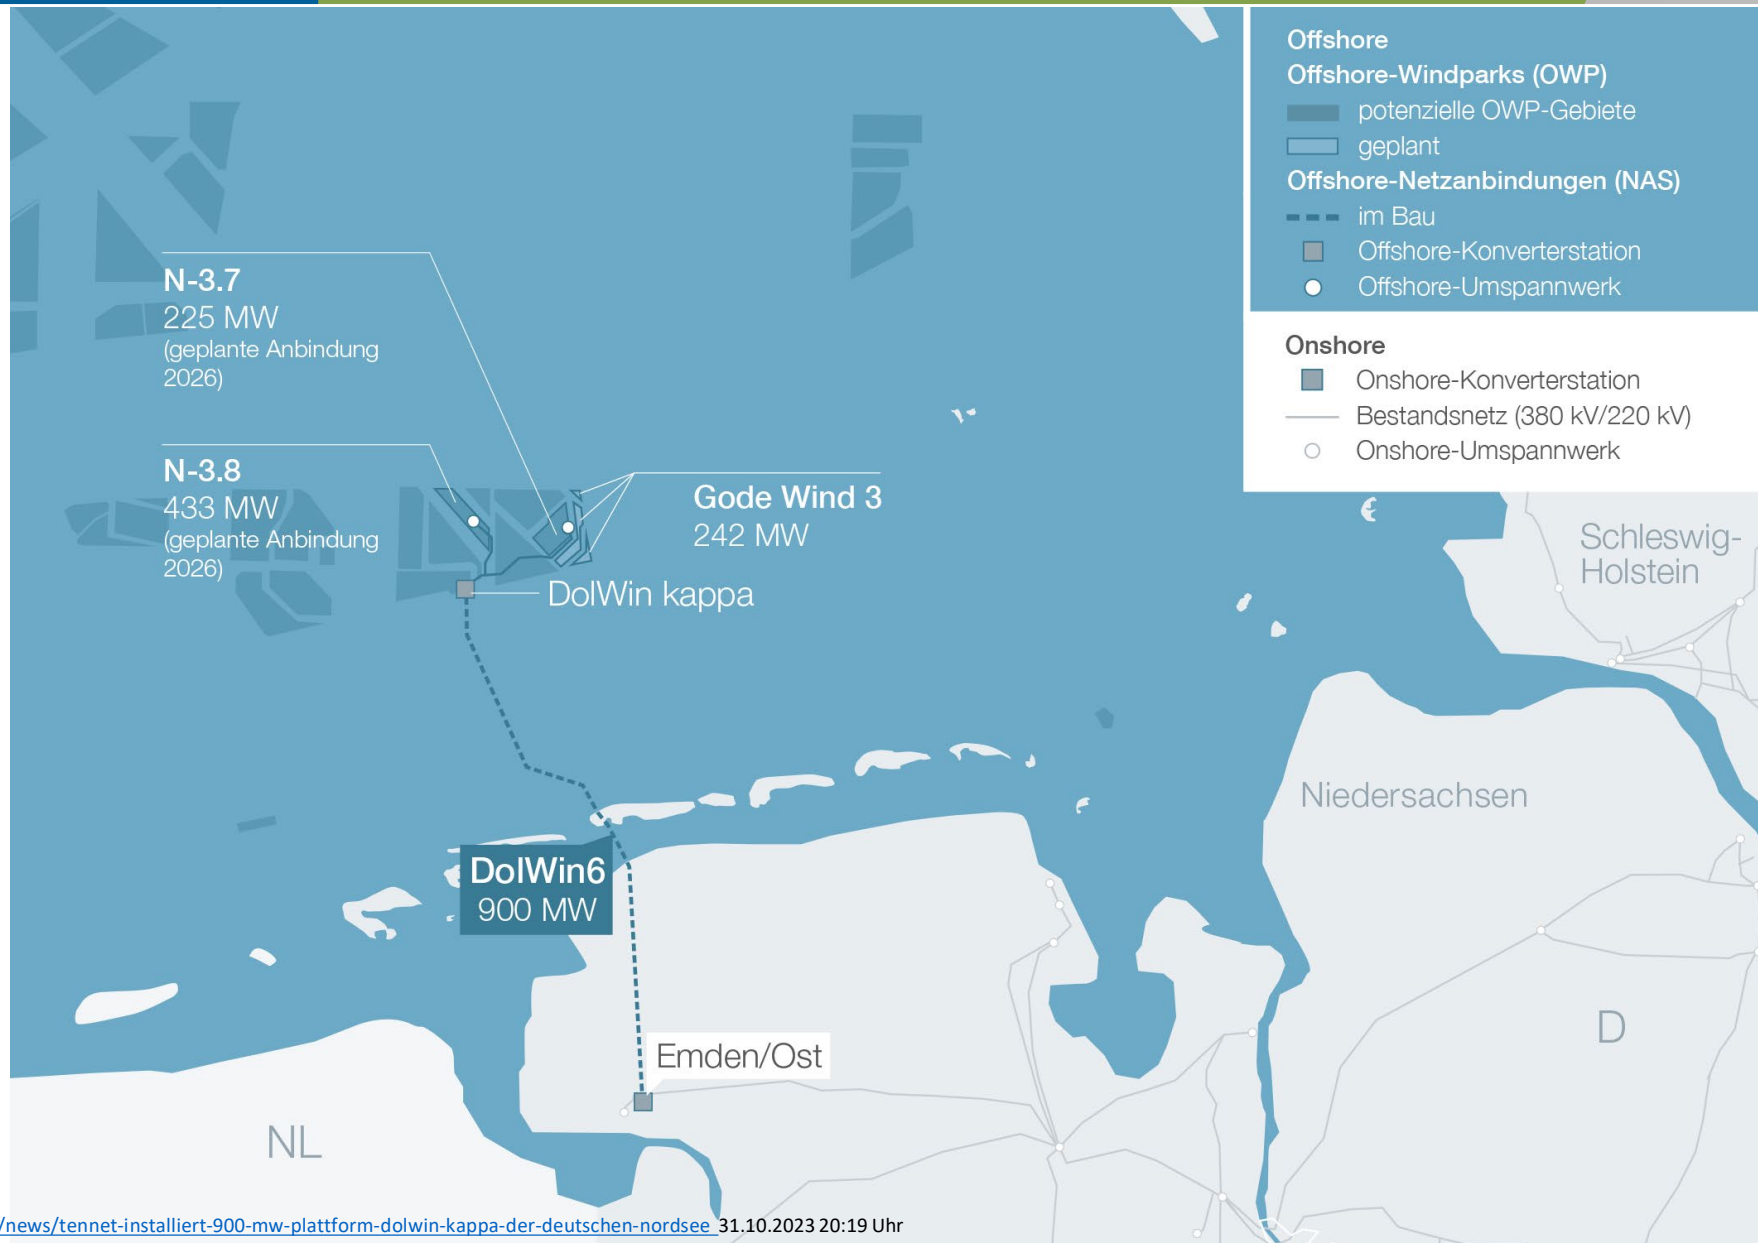 Offshore
Offshore-Windparks (OWP)
potenzielle OWP-Gebiete
geplant
Offshore-Netzanbindungen (NAS)
im Bau
Offshore-Konverterstation
Offshore-Umspannwerk
Onshore
Onshore-Konverterstation
Bestandsnetz (380 kV/220 kV)
Onshore-Umspannwerk
N-3.7
225 MW
(geplante Anbindung
2026)
N-3.8
433 MW
(geplante Anbindung
2026)
Gode Wind 3
242 MW
DolWin kappa
Schleswig-
Holstein
Niedersachsen
DolWin6
900 MW
Emden/Ost
D
NL
/news/tennet-installiert-900-mw-plattform-dolwin-kappa-der-deutschen-nordsee 31.10.2023 20:19 Uhr